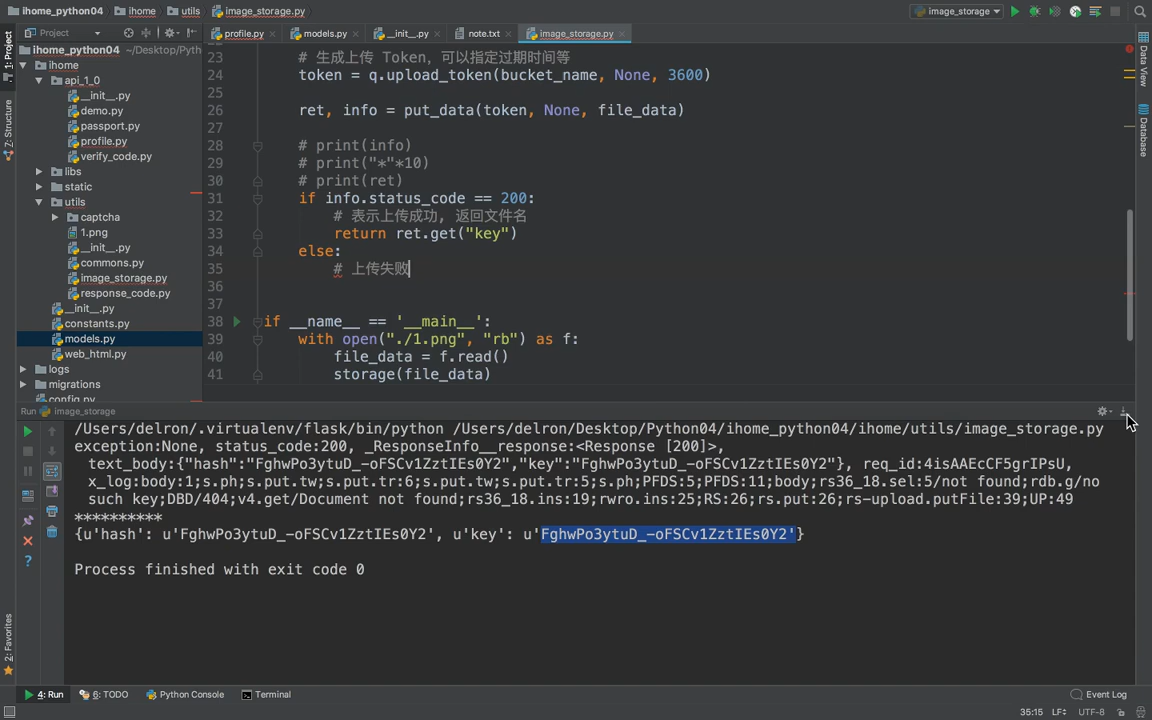 ihome_python04 ihome utils image_storage.py image_storage
1: Project
Project
profile.py models.py __init__.py note.txt image_storage.py
ihome_python04 ~/Desktop/Pyth
ihome
api_1_0
__init__.py
demo.py
passport.py
profile.py
verify_code.py
libs
static
utils
captcha
1.png
__init__.py
commons.py
image_storage.py
response_code.py
__init__.py
constants.py
models.py
web_html.py
logs
migrations
config.py
7: Structure
2: Favorites
23 # 生成上传 Token, 可以指定过期时间等
24 token = q.upload_token(bucket_name, None, 3600)
25
26 ret, info = put_data(token, None, file_data)
27
28 # print(info)
29 # print("*"*10)
30 # print(ret)
31 if info.status_code == 200:
32 # 表示上传成功, 返回文件名
33 return ret.get("key")
34 else:
35 # 上传失败
36
37
38 if __name__ == '__main__':
39 with open("./1.png", "rb") as f:
40 file_data = f.read()
41 storage(file_data)
Data View
Database
Run image_storage
/Users/delron/.virtualenv/flask/bin/python /Users/delron/Desktop/Python04/ihome_python04/ihome/utils/image_storage.py
exception:None, status_code:200, _ResponseInfo__response:<Response [200]>,
text_body:{"hash":"FghwPo3ytuD_-oFSCv1ZztIEs0Y2","key":"FghwPo3ytuD_-oFSCv1ZztIEs0Y2"}, req_id:4isAAEcCF5grIPsU,
x_log:body:1;s.ph;s.put.tw;s.put.tr:6;s.put.tw;s.put.tr:5;s.ph;PFDS:5;PFDS:11;body;rs36_18.sel:5/not found;rdb.g/no
such key;DBD/404;v4.get/Document not found;rs36_18.ins:19;rwro.ins:25;RS:26;rs.put:26;rs-upload.putFile:39;UP:49
**********
{u'hash': u'FghwPo3ytuD_-oFSCv1ZztIEs0Y2', u'key': u'FghwPo3ytuD_-oFSCv1ZztIEs0Y2'}
Process finished with exit code 0
4: Run 6: TODO Python Console Terminal Event Log
35:15 LF UTF-8